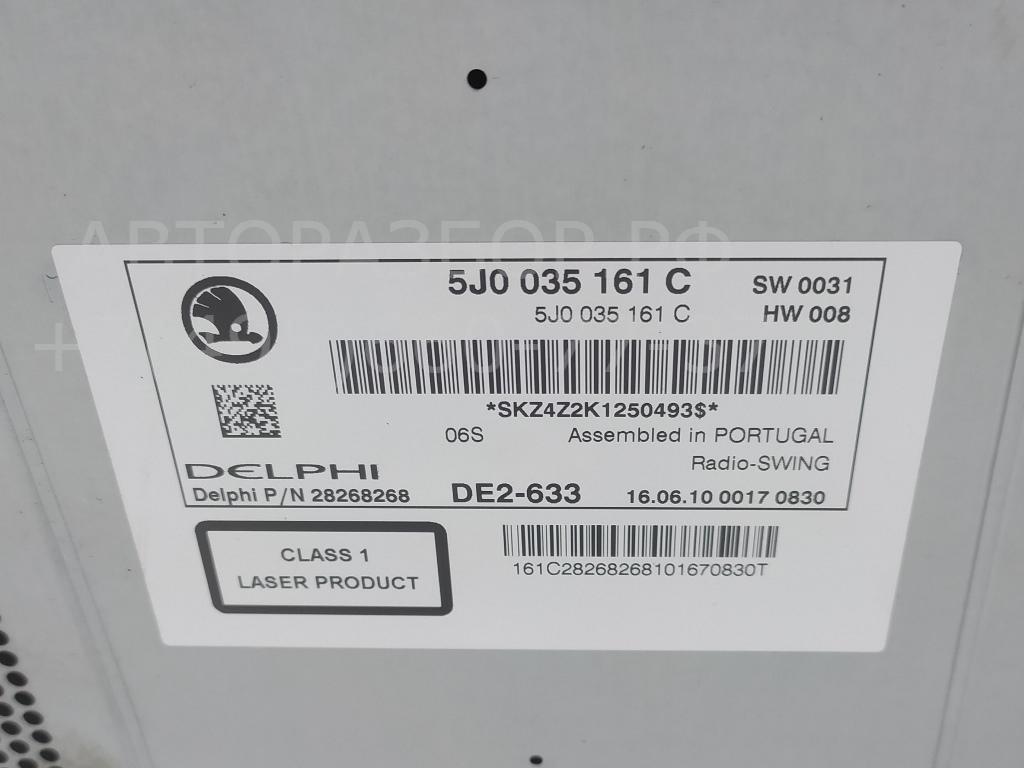 АВТОРАЗБОР.РФ
5J0 035 161 C SW 0031
5J0 035 161 C HW 008
*SKZ4Z2K1250493$*
06S Assembled in PORTUGAL
Radio-SWING
DELPHI
Delphi P/N 28268268 DE2-633 16.06.10 0017 0830
CLASS 1
LASER PRODUCT
161C28268268101670830T